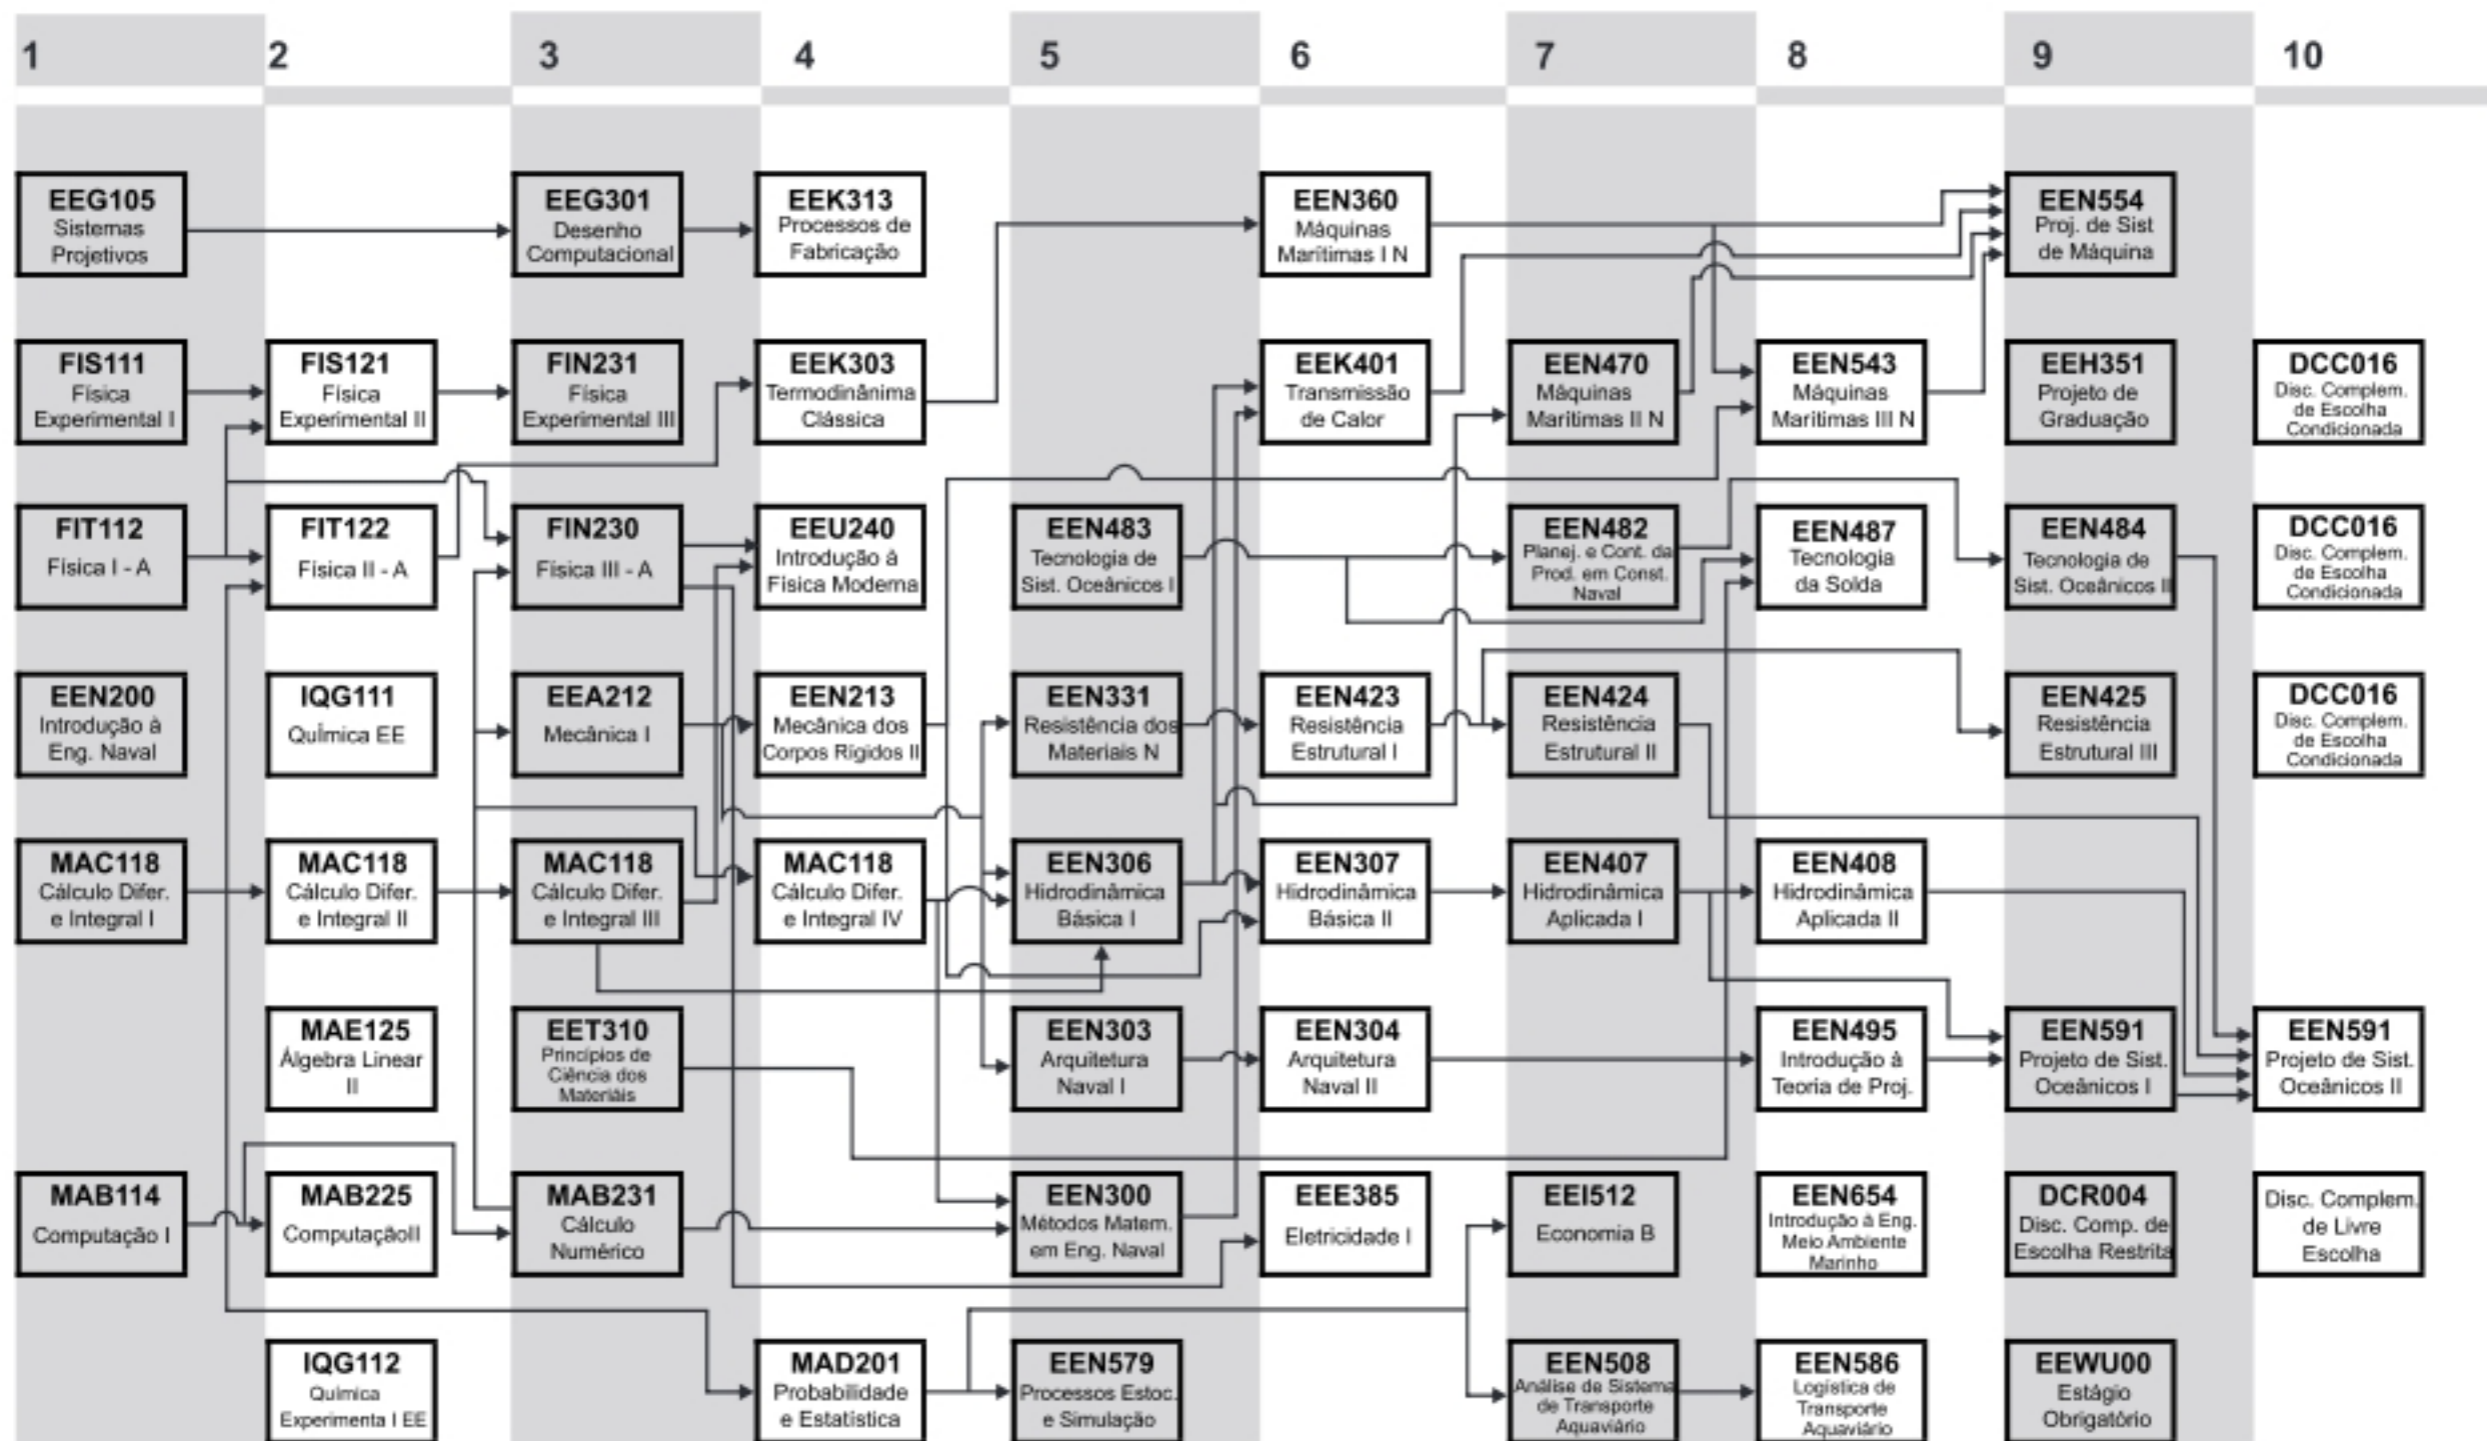 1 2 3 4 5 6 7 8 9 10
EEG105
Sistemas
Projetivos
EEG301
Desenho
Computacional
EEK313
Processos de
Fabricação
EEN360
Máquinas
Marítimas I N
EEN554
Proj. de Sist
de Máquina
FIS111
Física
Experimental I
FIS121
Física
Experimental II
FIN231
Física
Experimental III
EEK303
Termodinânima
Clássica
EEK401
Transmissão
de Calor
EEN470
Máquinas
Marítimas II N
EEN543
Máquinas
Marítimas III N
EEH351
Projeto de
Graduação
DCC016
Disc. Complem.
de Escolha
Condicionada
FIT112
Física I - A
FIT122
Física II - A
FIN230
Física III - A
EEU240
Introdução à
Física Moderna
EEN483
Tecnologia de
Sist. Oceânicos I
EEN482
Planej. e Cont. da
Prod. em Const.
Naval
EEN487
Tecnologia
da Solda
EEN484
Tecnologia de
Sist. Oceânicos II
DCC016
Disc. Complem.
de Escolha
Condicionada
EEN200
Introdução à
Eng. Naval
IQG111
Química EE
EEA212
Mecânica I
EEN213
Mecânica dos
Corpos Rígidos II
EEN331
Resistência dos
Materiais N
EEN423
Resistência
Estrutural I
EEN424
Resistência
Estrutural II
EEN425
Resistência
Estrutural III
DCC016
Disc. Complem.
de Escolha
Condicionada
MAC118
Cálculo Difer.
e Integral I
MAC118
Cálculo Difer.
e Integral II
MAC118
Cálculo Difer.
e Integral III
MAC118
Cálculo Difer.
e Integral IV
EEN306
Hidrodinâmica
Básica I
EEN307
Hidrodinâmica
Básica II
EEN407
Hidrodinâmica
Aplicada I
EEN408
Hidrodinâmica
Aplicada II
MAE125
Álgebra Linear
II
EET310
Princípios de
Ciência dos
Materiâis
EEN303
Arquitetura
Naval I
EEN304
Arquitetura
Naval II
EEN495
Introdução à
Teoria de Proj.
EEN591
Projeto de Sist.
Oceânicos I
EEN591
Projeto de Sist.
Oceânicos II
MAB114
Computação I
MAB225
ComputaçãoII
MAB231
Cálculo
Numérico
EEN300
Métodos Matem.
em Eng. Naval
EEE385
Eletricidade I
EEI512
Economia B
EEN654
Introdução à Eng.
Meio Ambiente
Marinho
DCR004
Disc. Comp. de
Escolha Restrita
Disc. Complem.
de Livre
Escolha
IQG112
Química
Experimenta I EE
MAD201
Probabilidade
e Estatística
EEN579
Processos Estoc.
e Simulação
EEN508
Análise de Sistema
de Transporte
Aquaviário
EEN586
Logística de
Transporte
Aquaviário
EEWU00
Estágio
Obrigatório